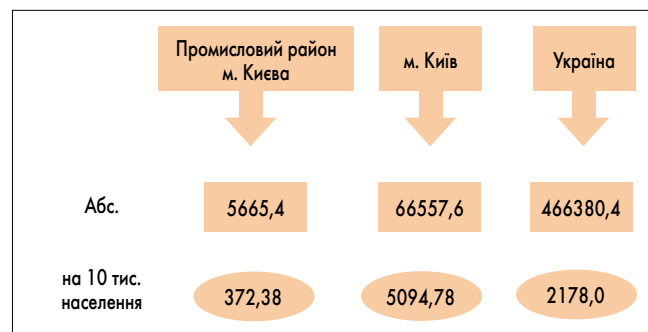 Промисловий район
м. Києва
м. Київ
Україна
Абс.
5665,4
66557,6
466380,4
на 10 тис.
населення
372,38
5094,78
2178,0